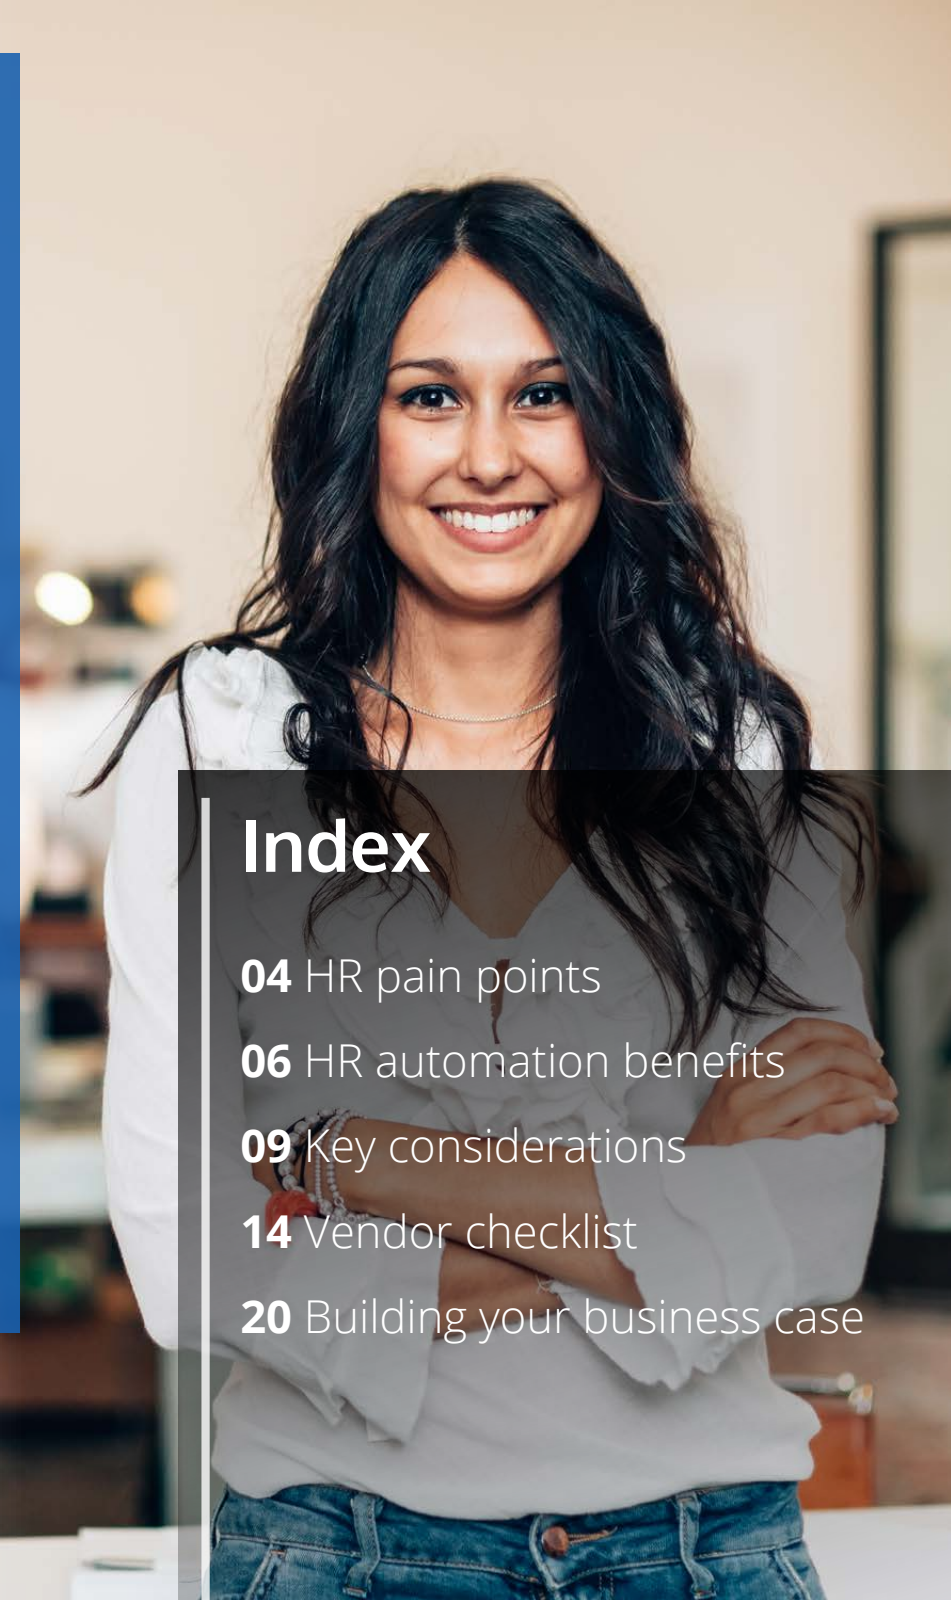 Index
04 HR pain points
06 HR automation benefits
09 Key considerations
14 Vendor checklist
20 Building your business case